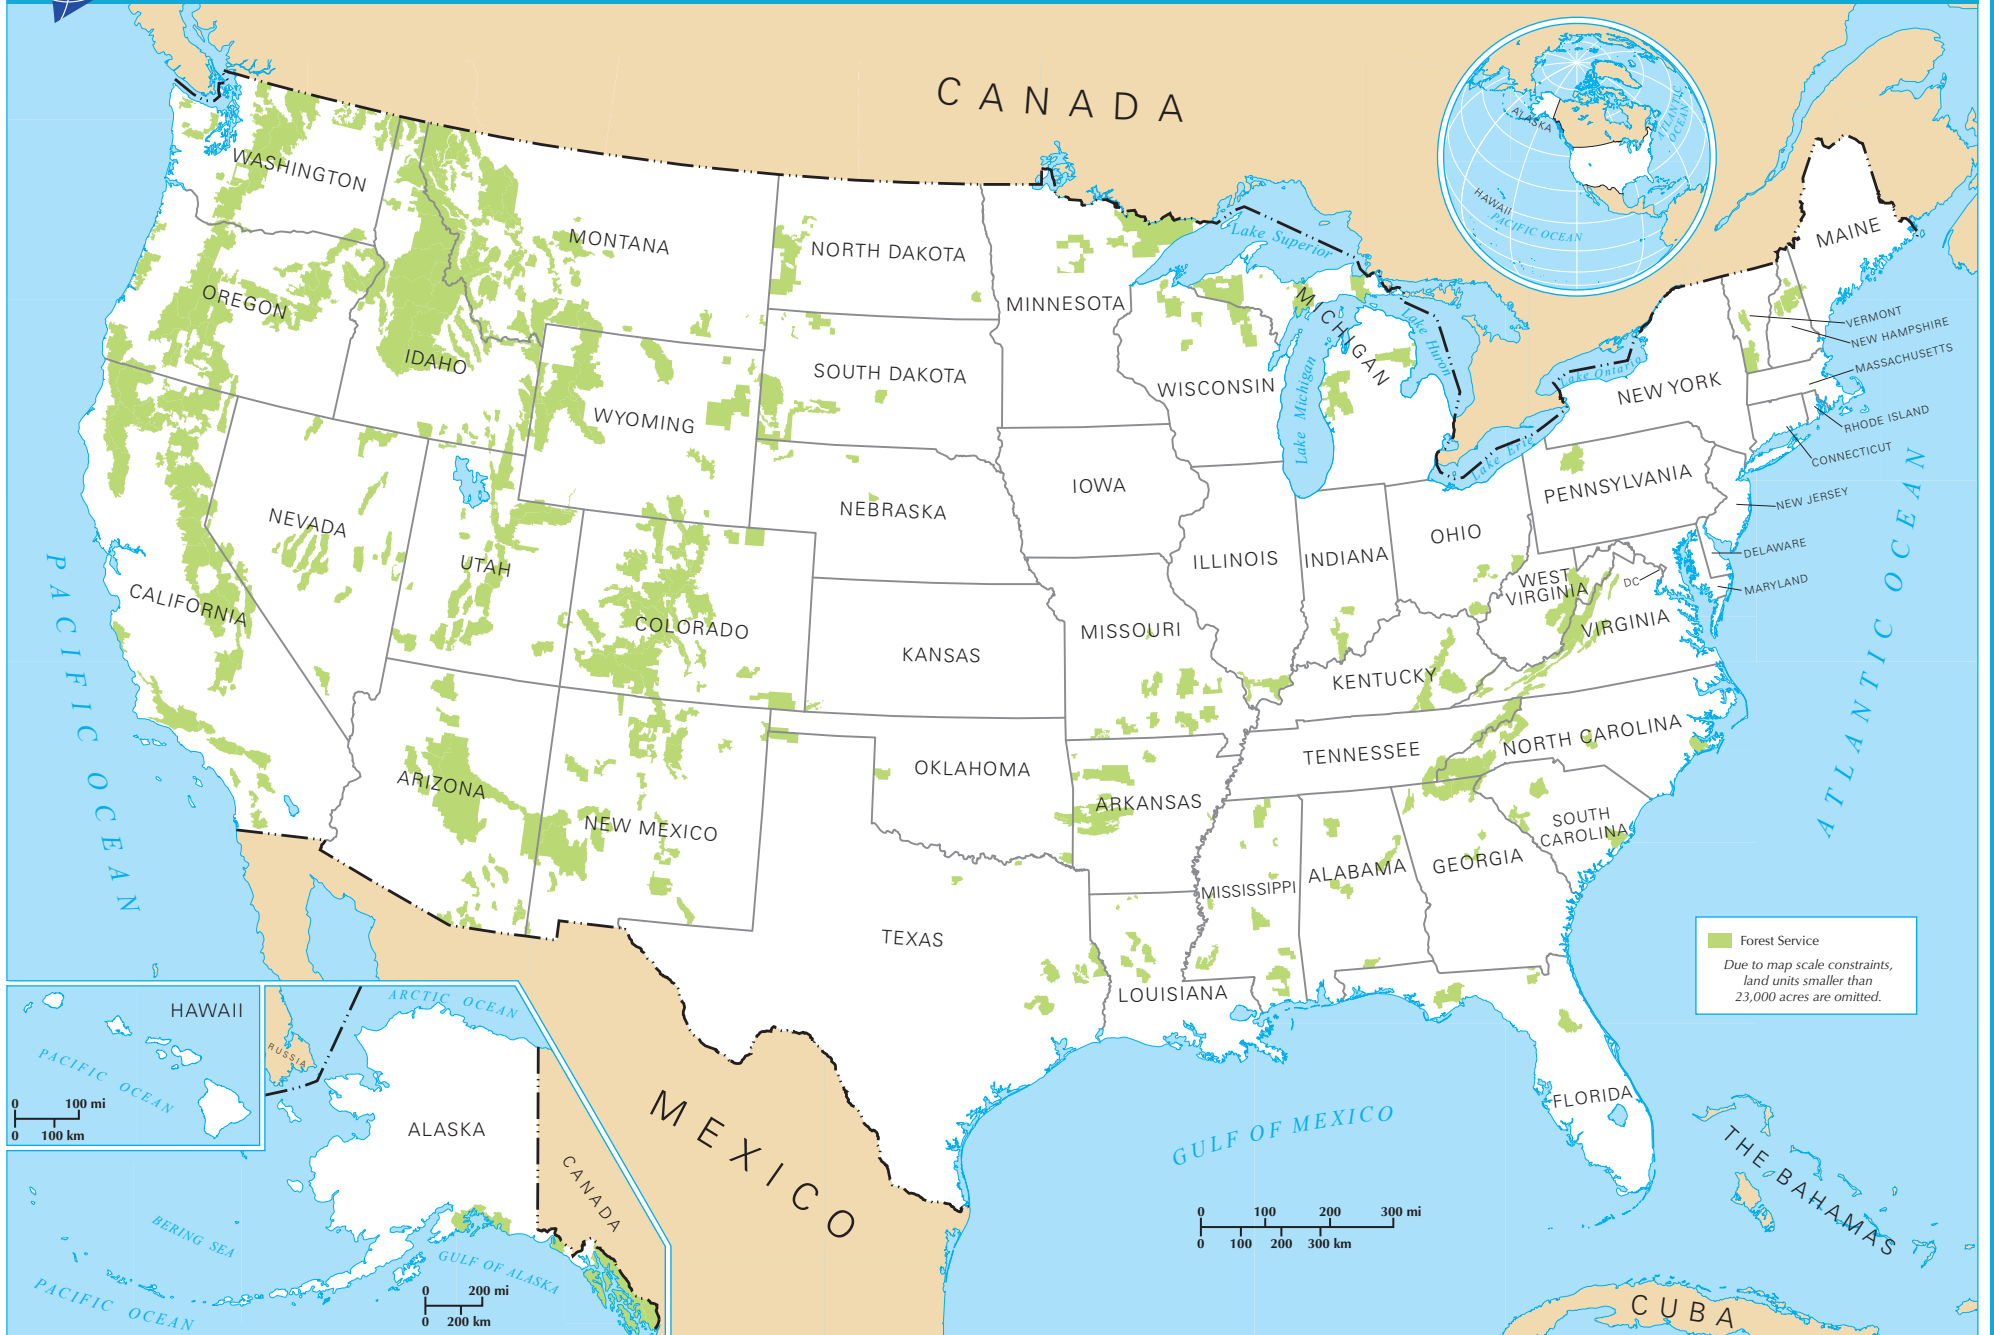 CANADA
ALASKA
ATLANTIC
OCEAN
HAWAII
PACIFIC OCEAN
WASHINGTON
MONTANA
NORTH DAKOTA
MINNESOTA
Lake Superior
MICHIGAN
Lake Huron
Lake Michigan
MAINE
VERMONT
NEW HAMPSHIRE
MASSACHUSETTS
RHODE ISLAND
CONNECTICUT
NEW JERSEY
DELAWARE
MARYLAND
OREGON
IDAHO
WYOMING
SOUTH DAKOTA
WISCONSIN
Lake Ontario
NEW YORK
Lake Erie
PENNSYLVANIA
NEVADA
UTAH
NEBRASKA
IOWA
ILLINOIS
INDIANA
OHIO
WEST
VIRGINIA
DC
VIRGINIA
CALIFORNIA
COLORADO
KANSAS
MISSOURI
KENTUCKY
ARIZONA
NEW MEXICO
OKLAHOMA
ARKANSAS
TENNESSEE
NORTH CAROLINA
SOUTH
CAROLINA
TEXAS
LOUISIANA
MISSISSIPPI
ALABAMA
GEORGIA
FLORIDA
PACIFIC OCEAN
ATLANTIC OCEAN
Forest Service
Due to map scale constraints,
land units smaller than
23,000 acres are omitted.
HAWAII
PACIFIC OCEAN
0 100 mi
0 100 km
ARCTIC OCEAN
RUSSIA
ALASKA
CANADA
BERING SEA
GULF OF ALASKA
PACIFIC OCEAN
0 200 mi
0 200 km
MEXICO
GULF OF MEXICO
0 100 200 300 mi
0 100 200 300 km
THE BAHAMAS
CUBA